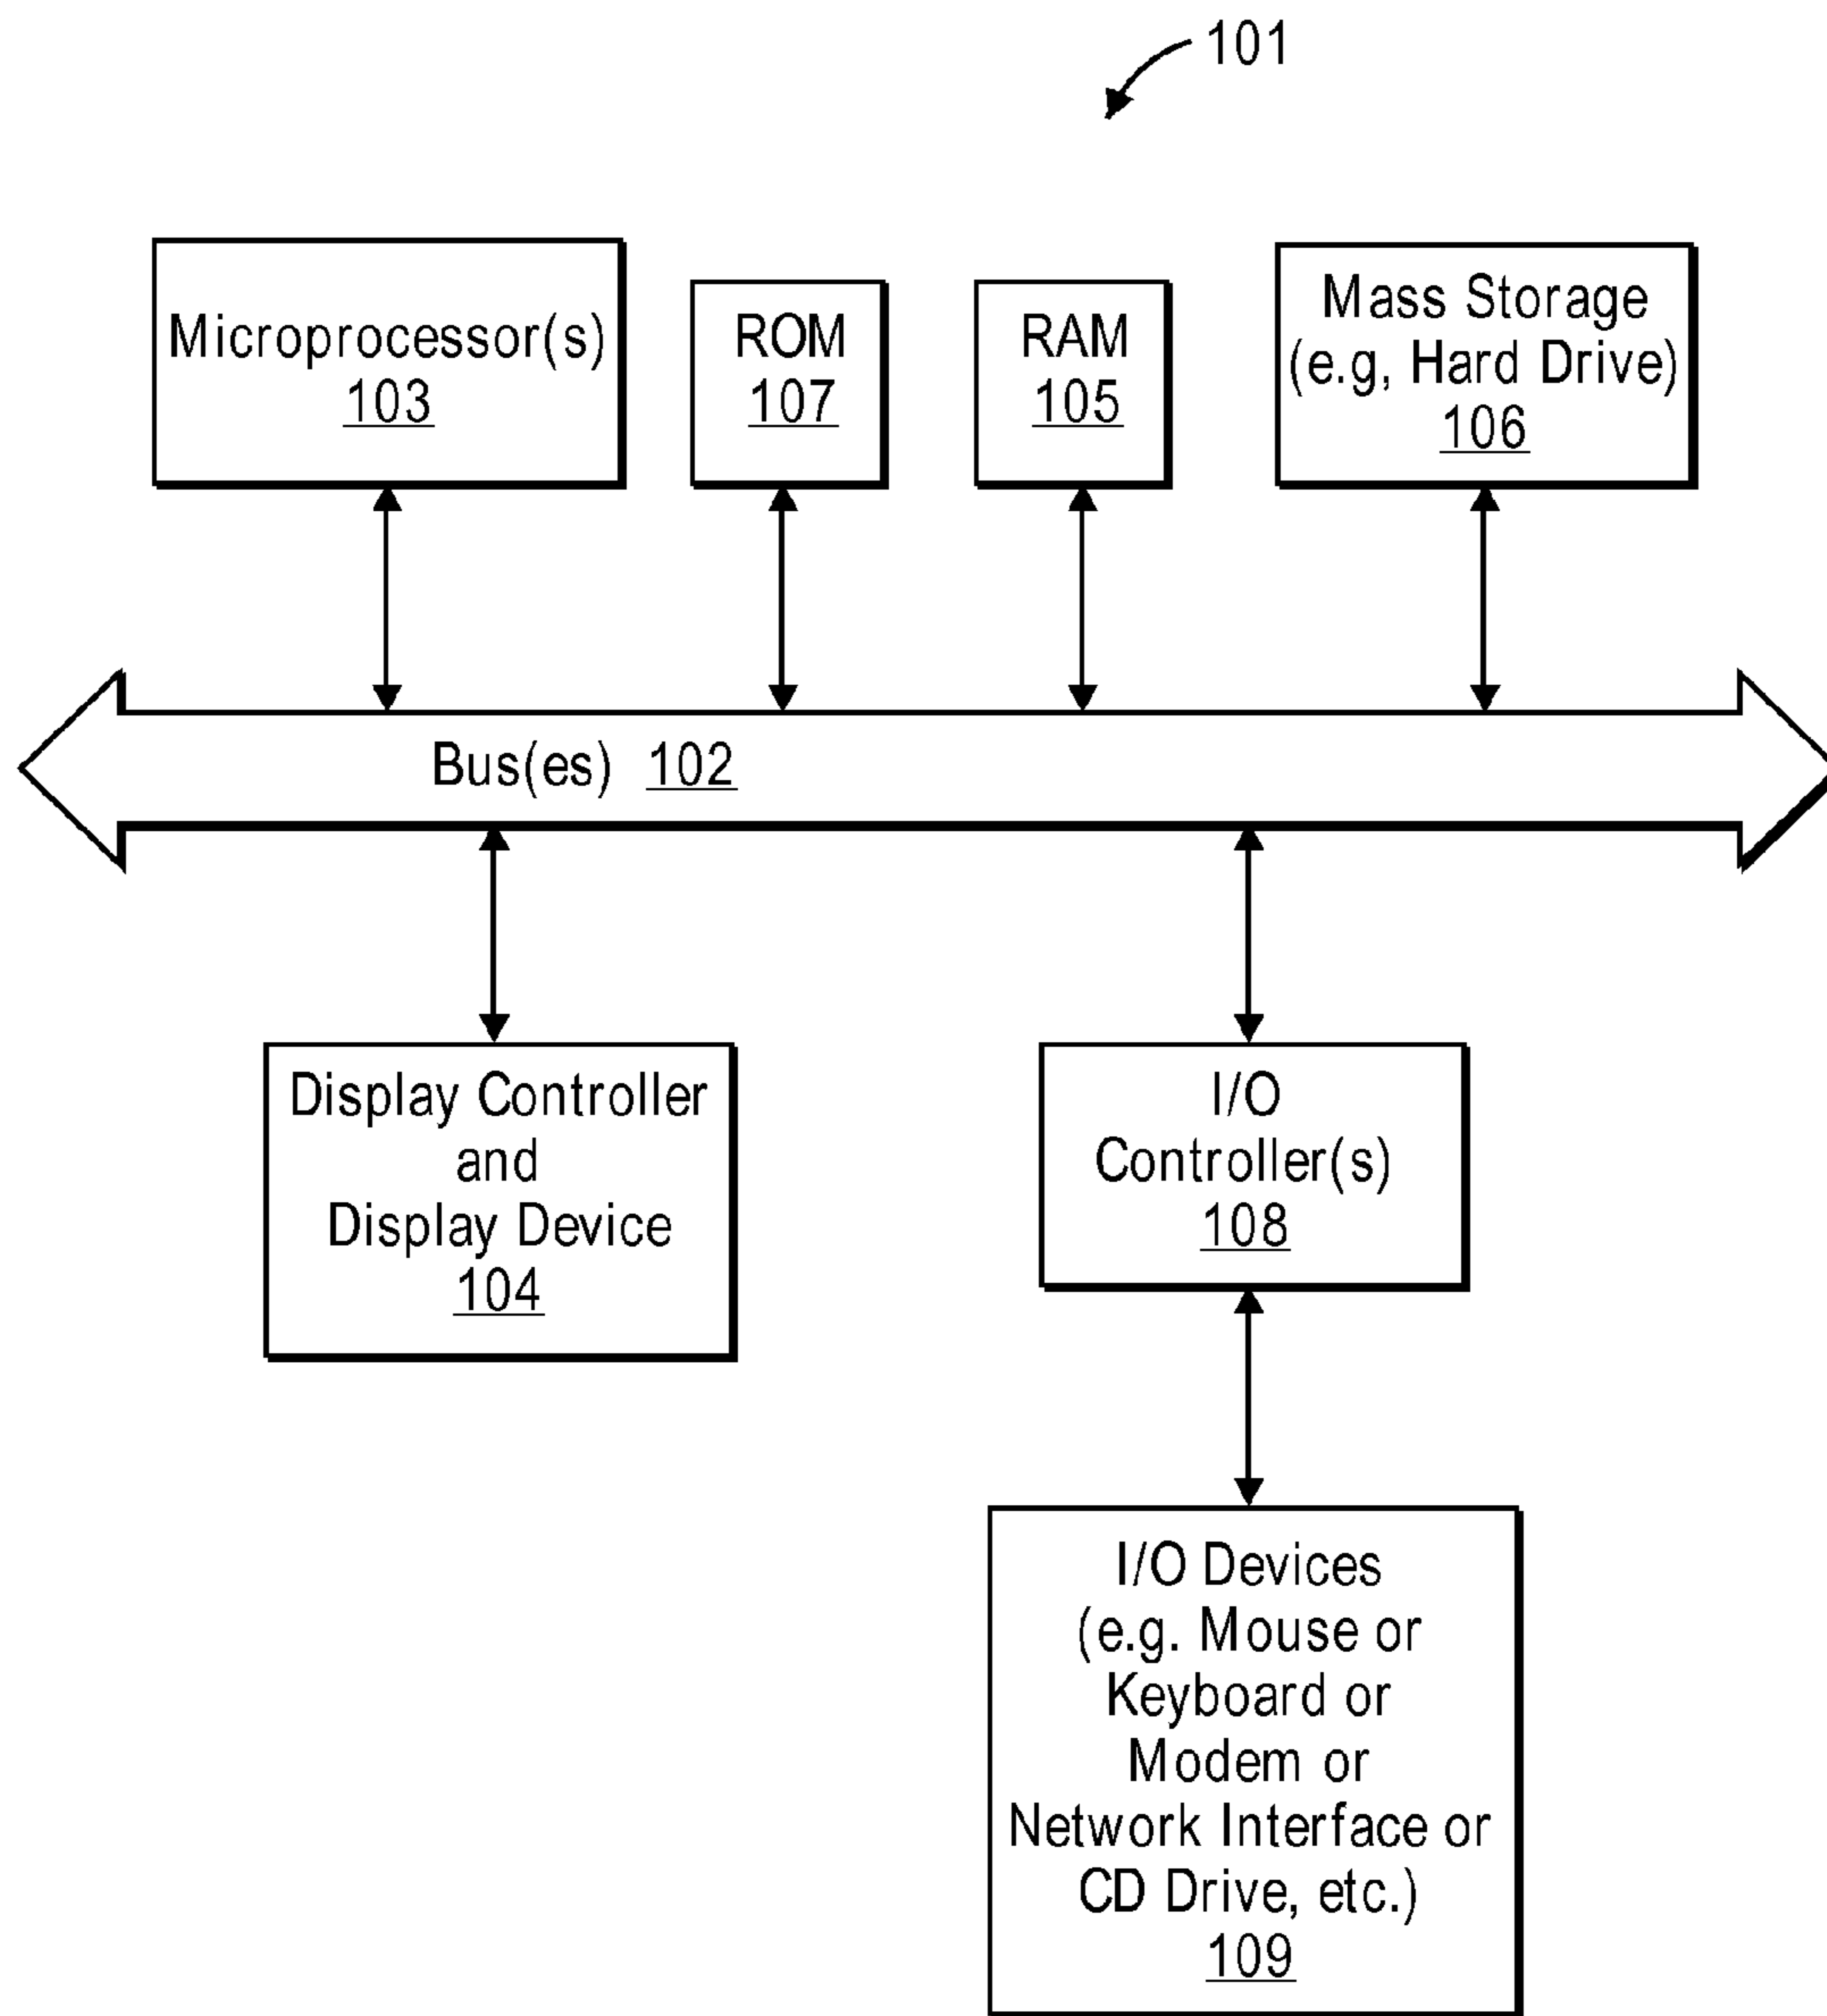 101
Microprocessor(s)
103
ROM
107
RAM
105
Mass Storage
(e.g, Hard Drive)
106
Bus(es) 102
Display Controller
and
Display Device
104
I/O
Controller(s)
108
I/O Devices
(e.g. Mouse or
Keyboard or
Modem or
Network Interface or
CD Drive, etc.)
109